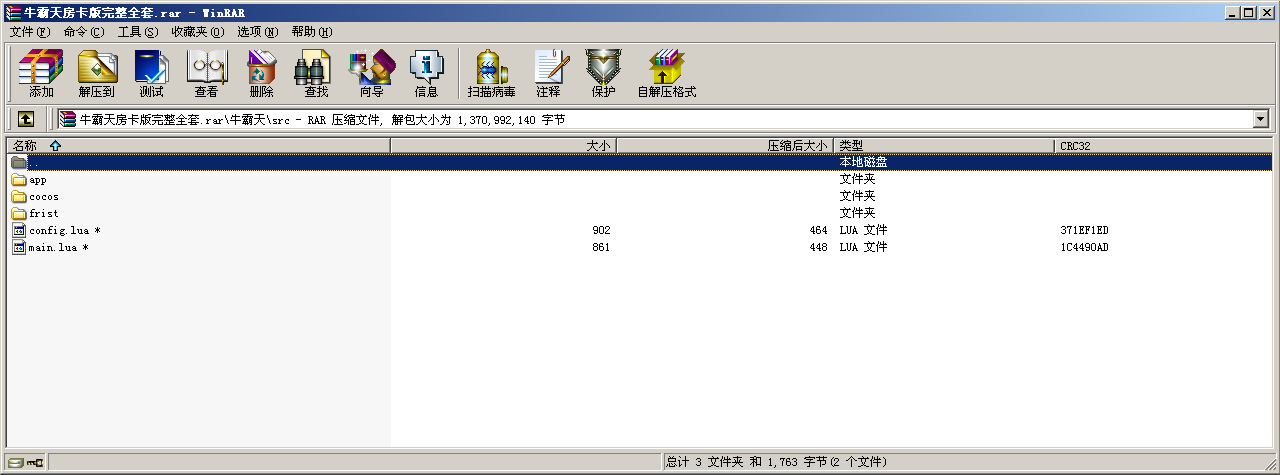 牛霸天房卡版完整全套.rar - WinRAR
文件(F) 命令(C) 工具(S) 收藏夹(O) 选项(N) 帮助(H)
添加 解压到 测试 查看 删除 查找 向导 信息 扫描病毒 注释 保护 自解压格式
牛霸天房卡版完整全套.rar\牛霸天\src - RAR 压缩文件, 解包大小为 1,370,992,140 字节
名称 大小 压缩后大小 类型 CRC32
.. 本地磁盘
app 文件夹
cocos 文件夹
frist 文件夹
config.lua * 902 464 LUA 文件 371EF1ED
main.lua * 861 448 LUA 文件 1C4490AD
总计 3 文件夹 和 1,763 字节(2 个文件)